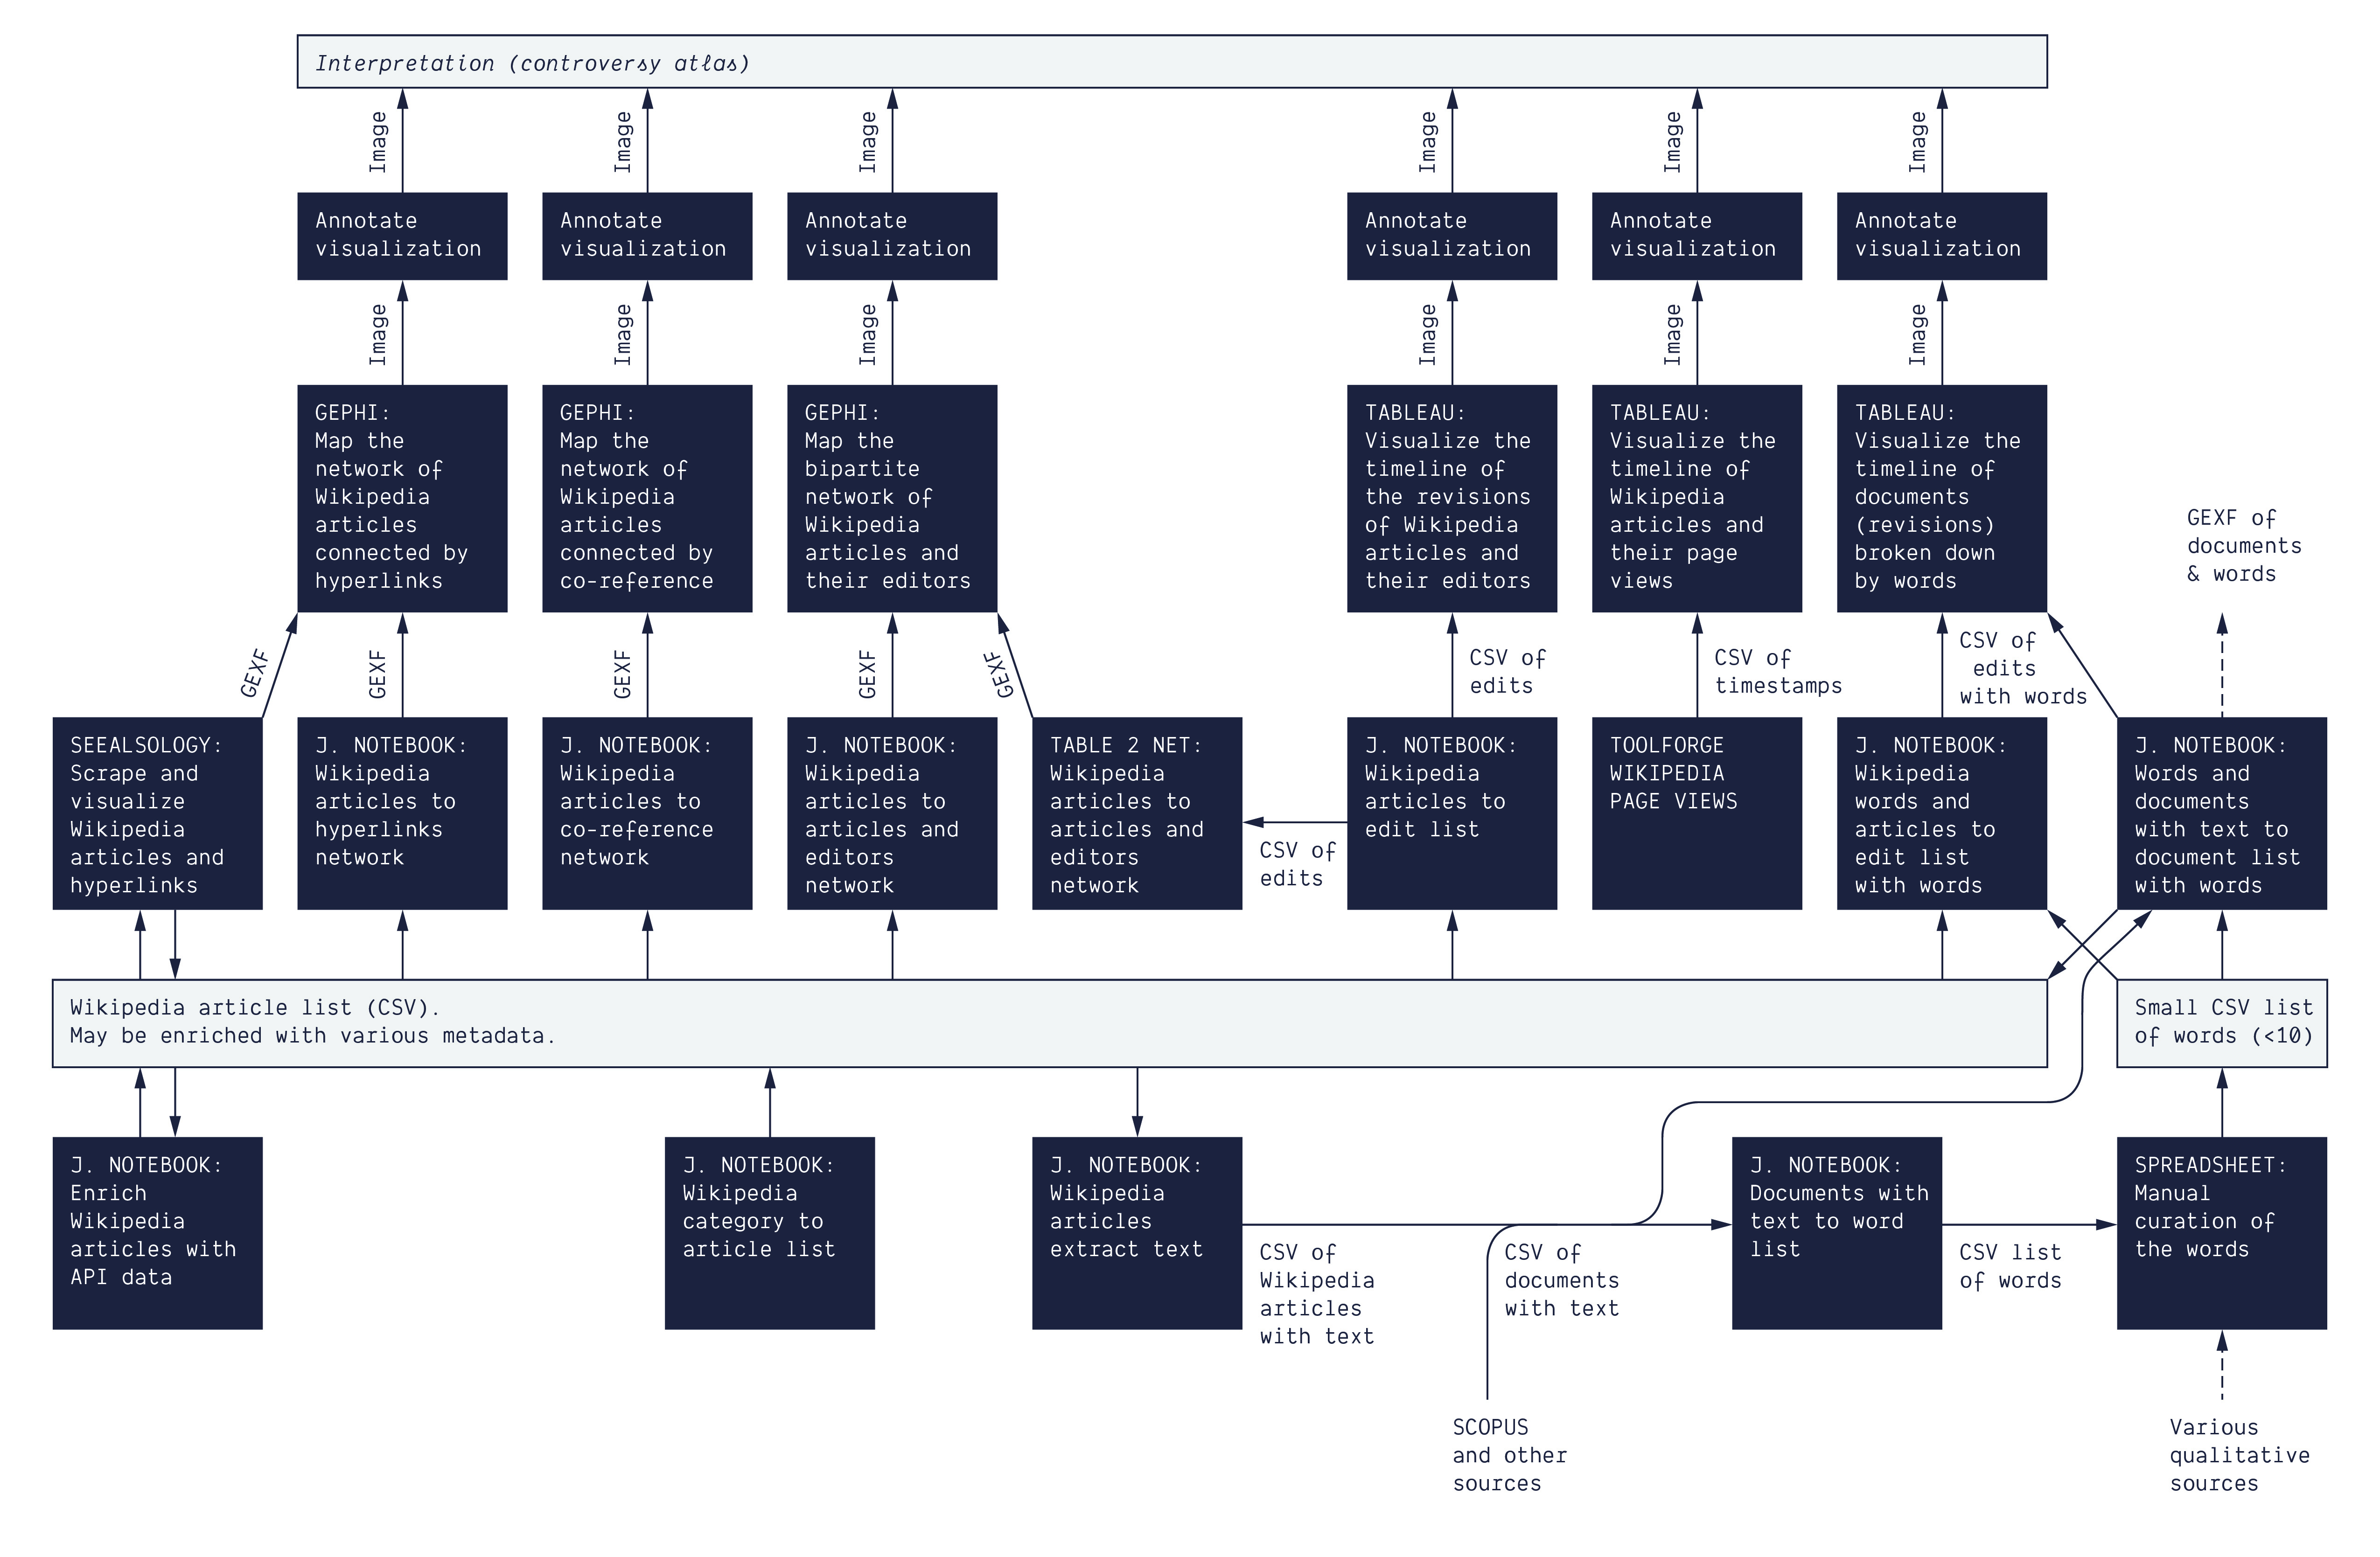 Interpretation (controversy atlas)
Image
Image
Image
Image
Image
Image
Annotate
visualization
Annotate
visualization
Annotate
visualization
Annotate
visualization
Annotate
visualization
Annotate
visualization
Image
Image
Image
Image
Image
Image
GEPHI:
Map the
network of
Wikipedia
articles
connected by
hyperlinks
GEPHI:
Map the
network of
Wikipedia
articles
connected by
co-reference
GEPHI:
Map the
bipartite
network of
Wikipedia
articles and
their editors
TABLEAU:
Visualize the
timeline of
the revisions
of Wikipedia
articles and
their editors
TABLEAU:
Visualize the
timeline of
Wikipedia
articles and
their page
views
TABLEAU:
Visualize the
timeline of
documents
(revisions)
broken down
by words
GEXF of
documents
& words
GEXF
GEXF
GEXF
GEXF
GEXF
CSV of
edits
CSV of
timestamps
CSV of
edits
with words
SEEALSOLOGY:
Scrape and
visualize
Wikipedia
articles and
hyperlinks
J. NOTEBOOK:
Wikipedia
articles to
hyperlinks
network
J. NOTEBOOK:
Wikipedia
articles to
co-reference
network
J. NOTEBOOK:
Wikipedia
articles to
articles and
editors
network
TABLE 2 NET:
Wikipedia
articles to
articles and
editors
network
CSV of
edits
J. NOTEBOOK:
Wikipedia
articles to
edit list
TOOLFORGE
WIKIPEDIA
PAGE VIEWS
J. NOTEBOOK:
Wikipedia
words and
articles to
edit list
with words
J. NOTEBOOK:
Words and
documents
with text to
document list
with words
Wikipedia article list (CSV).
May be enriched with various metadata.
Small CSV list
of words (<10)
J. NOTEBOOK:
Enrich
Wikipedia
articles with
API data
J. NOTEBOOK:
Wikipedia
category to
article list
J. NOTEBOOK:
Wikipedia
articles
extract text
CSV of
Wikipedia
articles
with text
CSV of
documents
with text
J. NOTEBOOK:
Documents with
text to word
list
CSV list
of words
SPREADSHEET:
Manual
curation of
the words
SCOPUS
and other
sources
Various
qualitative
sources